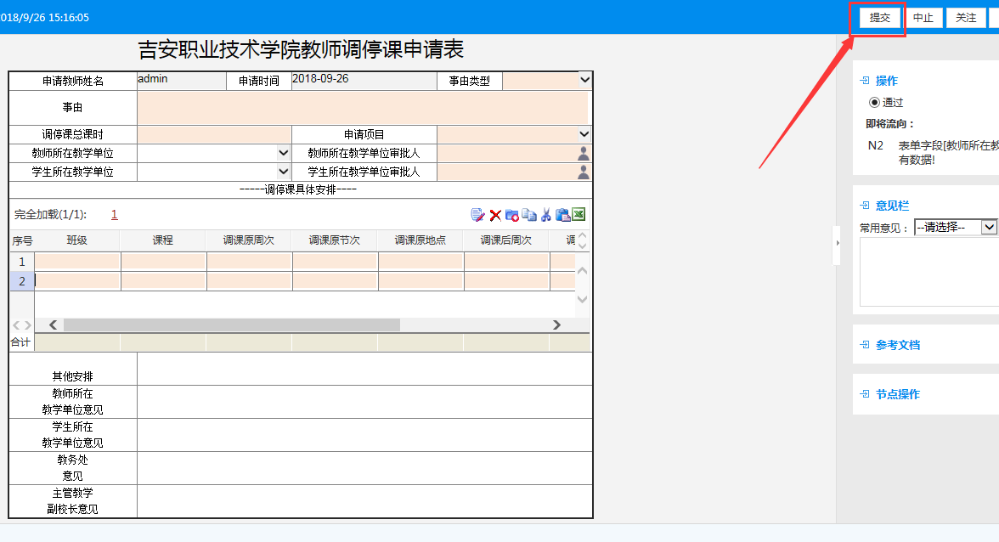 018/9/26 15:16:05
提交 中止 关注
吉安职业技术学院教师调停课申请表
申请教师姓名 admin 申请时间 2018-09-26 事由类型
事由
调停课总课时 申请项目
教师所在教学单位 教师所在教学单位审批人
学生所在教学单位 学生所在教学单位审批人
-----调停课具体安排----
完全加载(1/1): 1
序号 班级 课程 调课原周次 调课原节次 调课原地点 调课后周次
1
2
合计
其他安排
教师所在
教学单位意见
学生所在
教学单位意见
教务处
意见
主管教学
副校长意见
操作
通过
即将流向：
N2 表单字段[教师所在教
有数据!
意见栏
常用意见： --请选择--
参考文档
节点操作